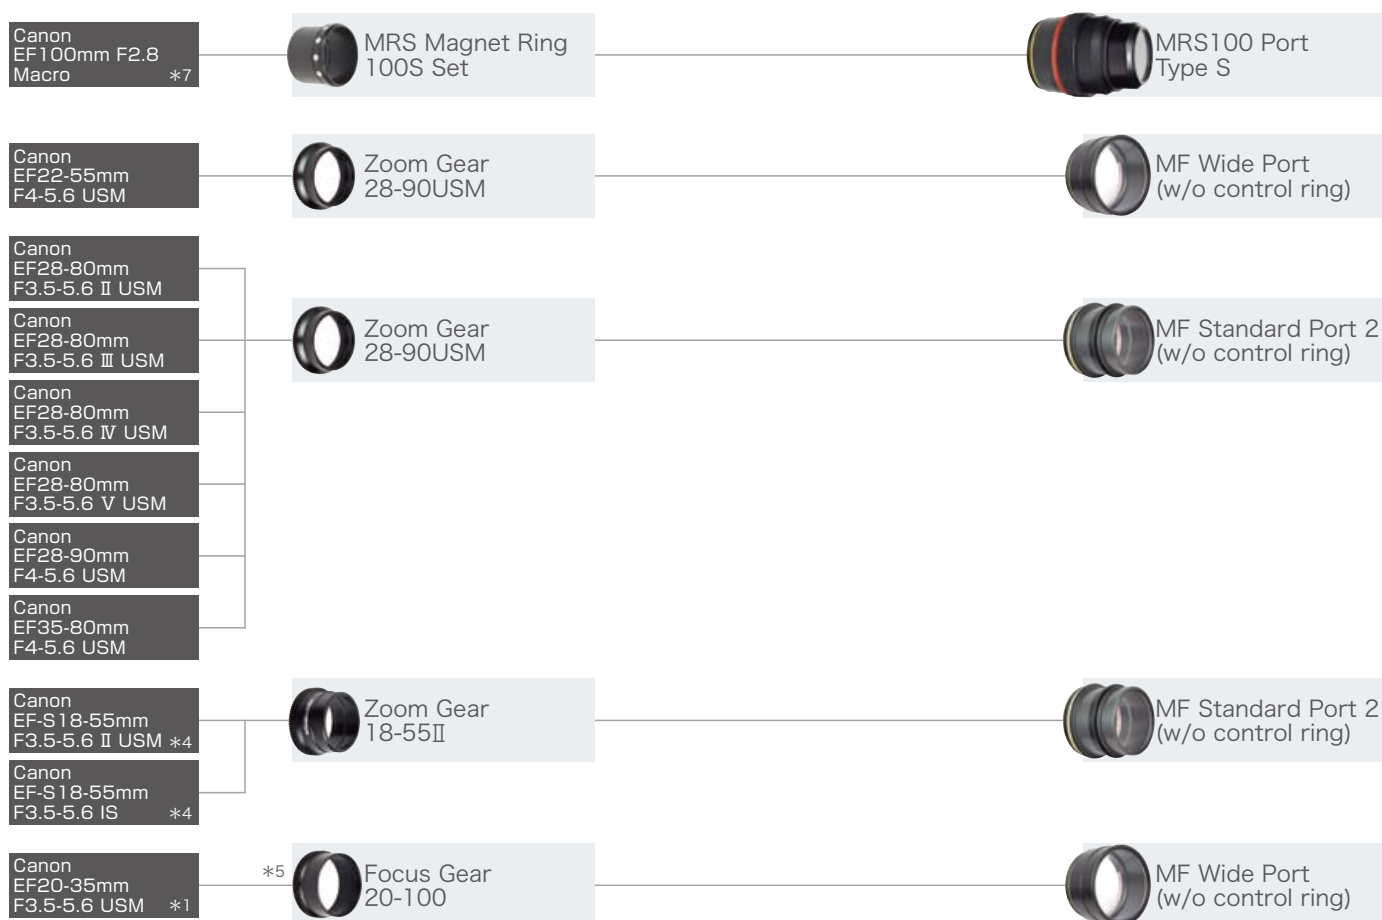 Canon
EF100mm F2.8
Macro *7
MRS Magnet Ring
100S Set
MRS100 Port
Type S
Canon
EF22-55mm
F4-5.6 USM
Zoom Gear
28-90USM
MF Wide Port
(w/o control ring)
Canon
EF28-80mm
F3.5-5.6 Ⅱ USM
Canon
EF28-80mm
F3.5-5.6 Ⅲ USM
Zoom Gear
28-90USM
MF Standard Port 2
(w/o control ring)
Canon
EF28-80mm
F3.5-5.6 Ⅳ USM
Canon
EF28-80mm
F3.5-5.6 Ⅴ USM
Canon
EF28-90mm
F4-5.6 USM
Canon
EF35-80mm
F4-5.6 USM
Canon
EF-S18-55mm
F3.5-5.6 Ⅱ USM *4
Zoom Gear
18-55Ⅱ
MF Standard Port 2
(w/o control ring)
Canon
EF-S18-55mm
F3.5-5.6 IS *4
Canon
EF20-35mm
F3.5-5.6 USM *1
*5
Focus Gear
20-100
MF Wide Port
(w/o control ring)